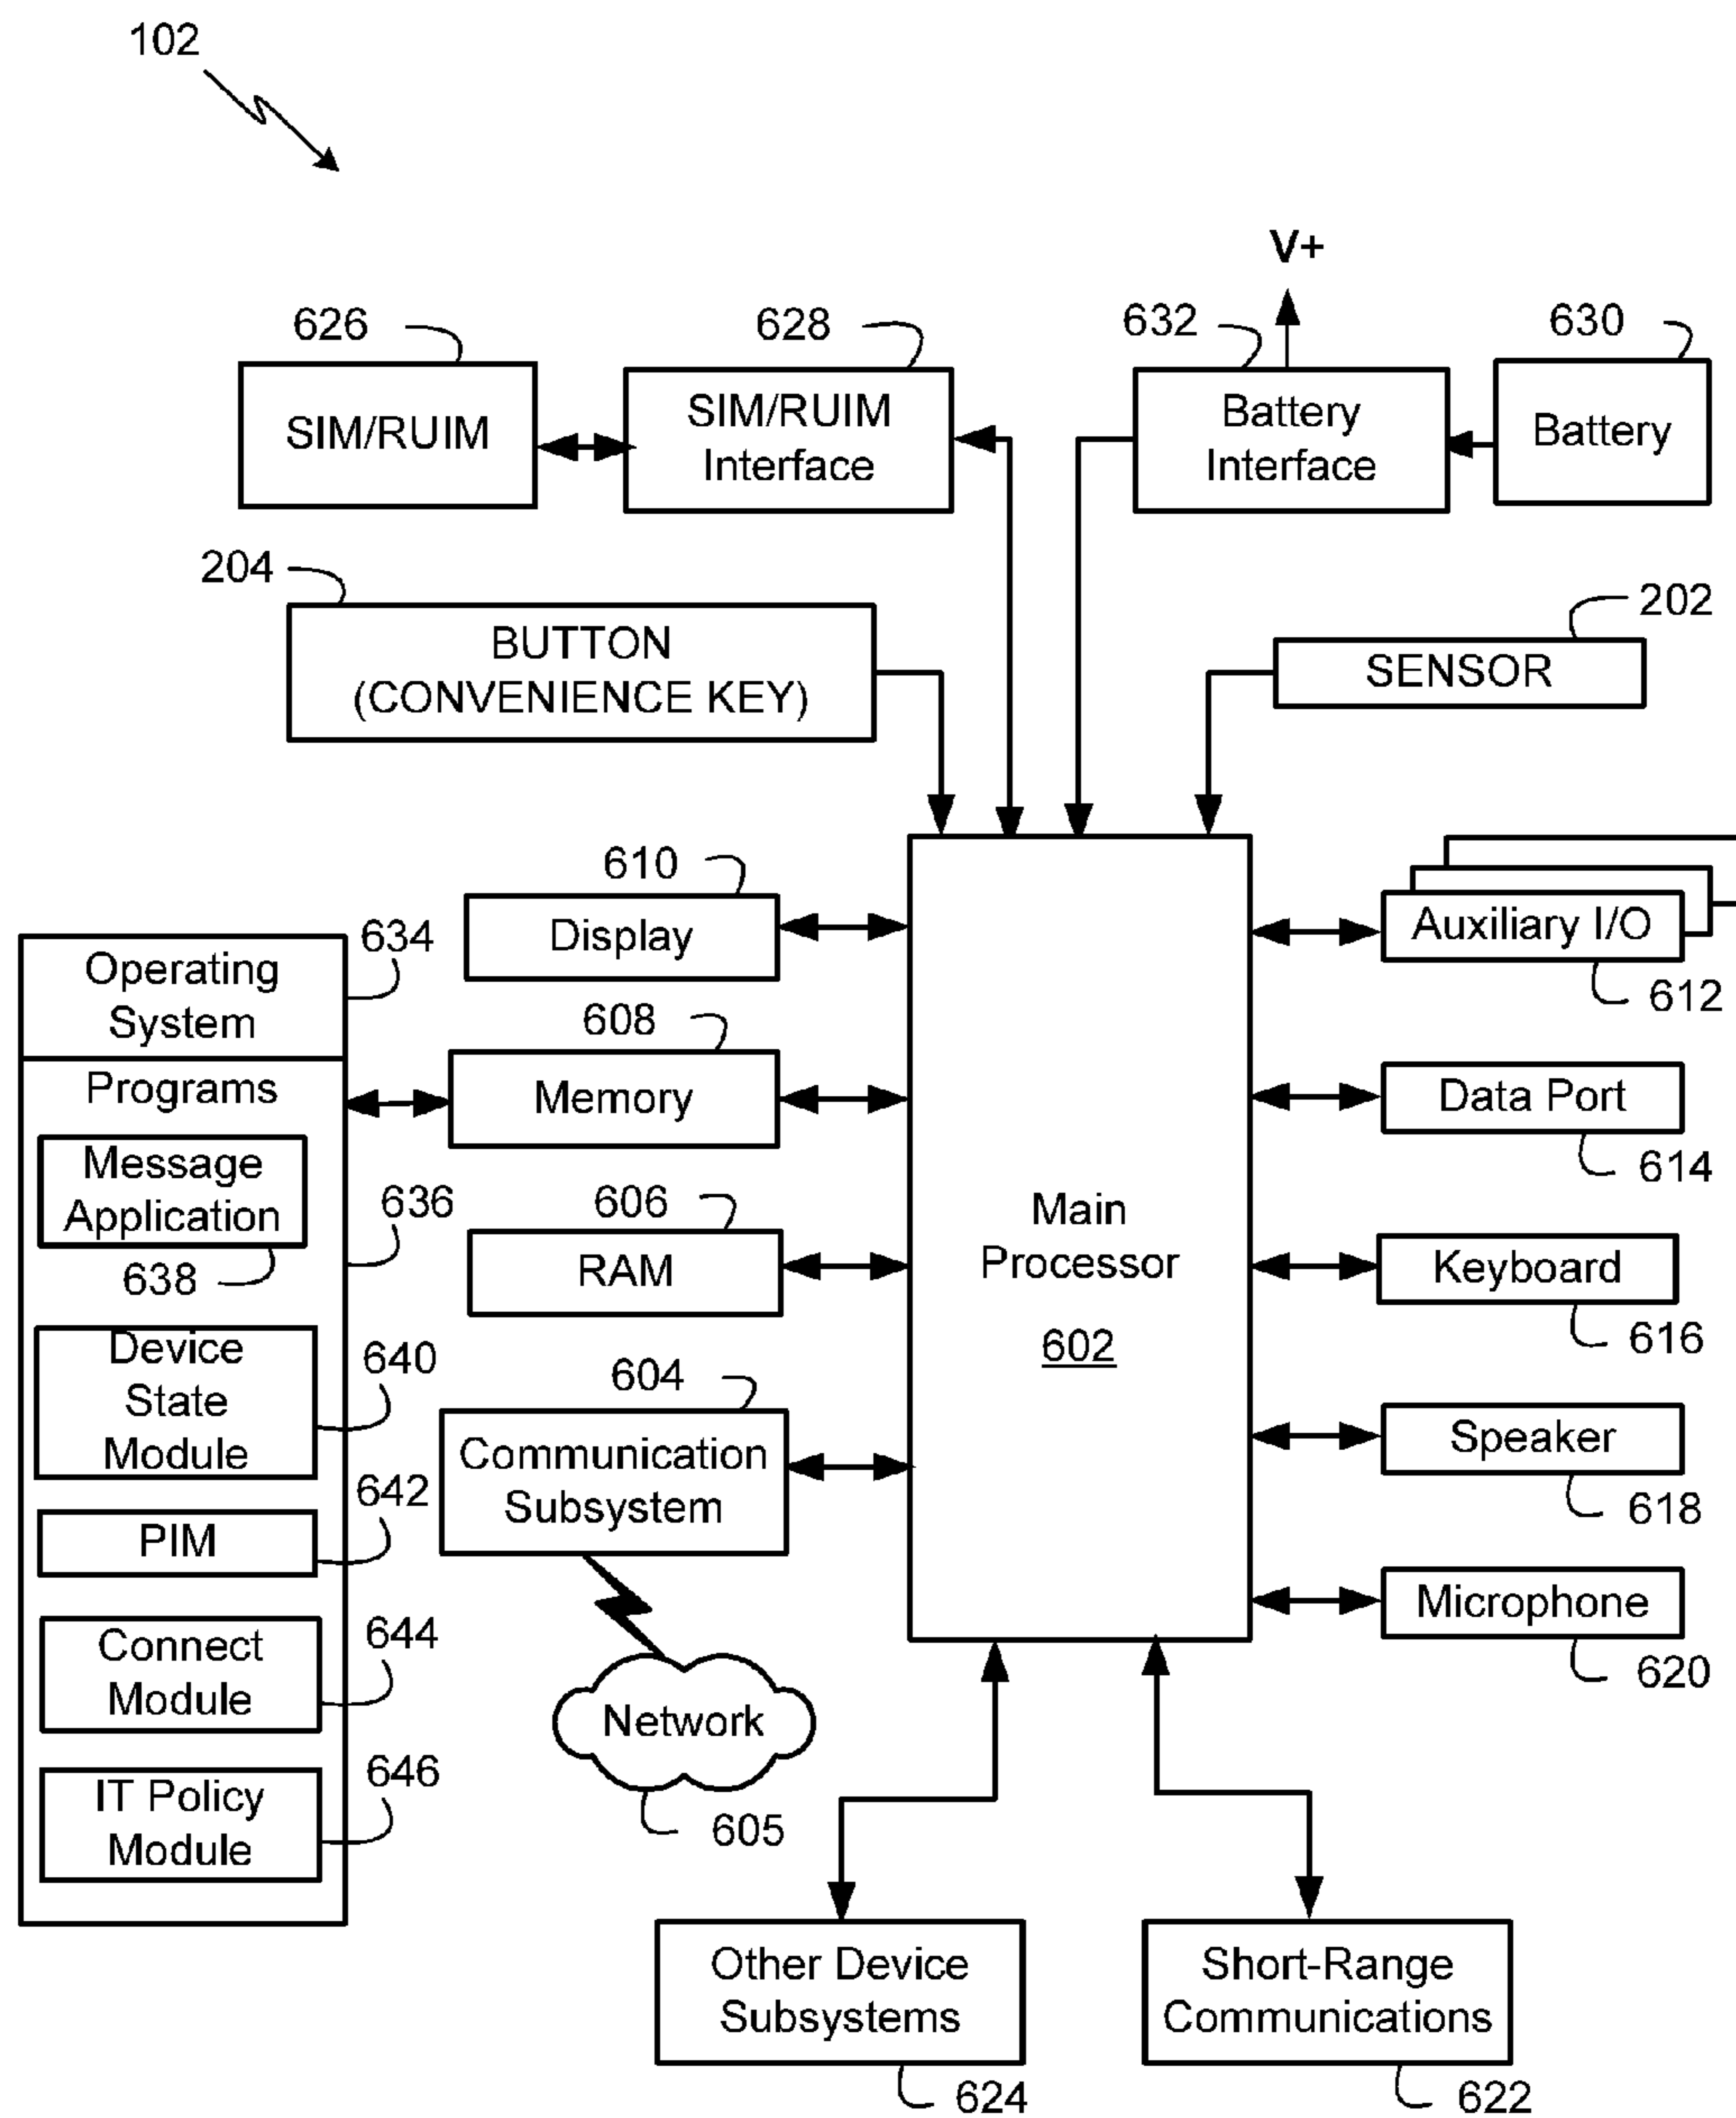 102
V+
626
628
632
630
SIM/RUIM
SIM/RUIM
Interface
Battery
Interface
Battery
204
202
BUTTON
(CONVENIENCE KEY)
SENSOR
610
Display
634
Operating
System
Auxiliary I/O
612
608
Programs
Memory
Data Port
614
Message
Application
638
636
606
RAM
Main
Processor
602
Keyboard
616
Device
State
Module
640
604
Communication
Subsystem
Speaker
618
642
PIM
Microphone
620
Connect
Module
644
Network
605
IT Policy
Module
646
Other Device
Subsystems
624
Short-Range
Communications
622